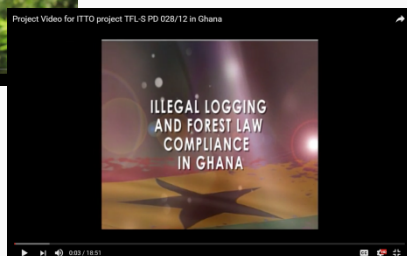 Project Video for ITTO project TFL-S PD 028/12 in Ghana
ILLEGAL LOGGING
AND FOREST LAW
COMPLIANCE
IN GHANA
0:03 / 18:51